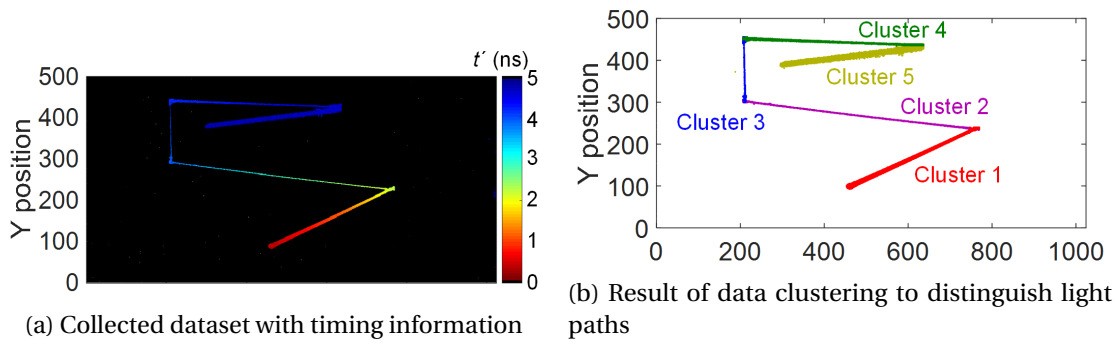 t′ (ns)
500
400
300
200
100
0
Y position
5
4
3
2
1
0
(a) Collected dataset with timing information
500
400
300
200
100
0
Y position
Cluster 4
Cluster 5
Cluster 2
Cluster 3
Cluster 1
0 200 400 600 800 1000
(b) Result of data clustering to distinguish light
paths